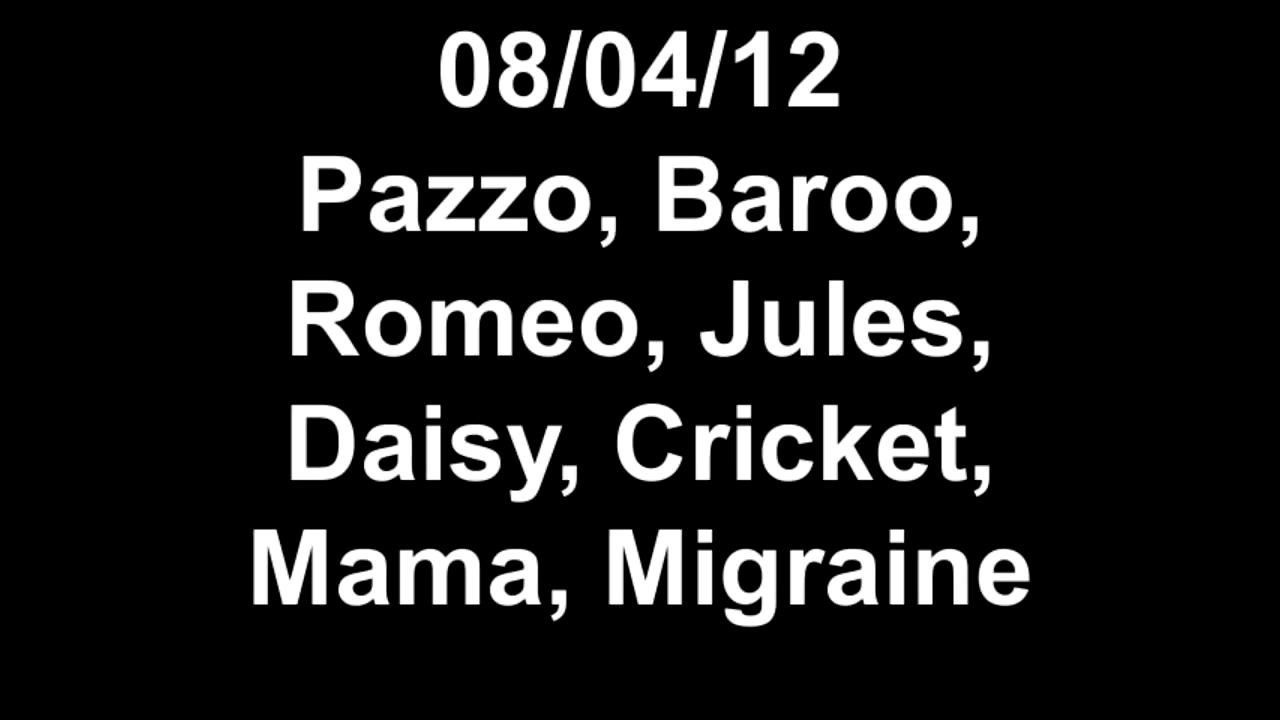 08/04/12
Pazzo, Baroo,
Romeo, Jules,
Daisy, Cricket,
Mama, Migraine